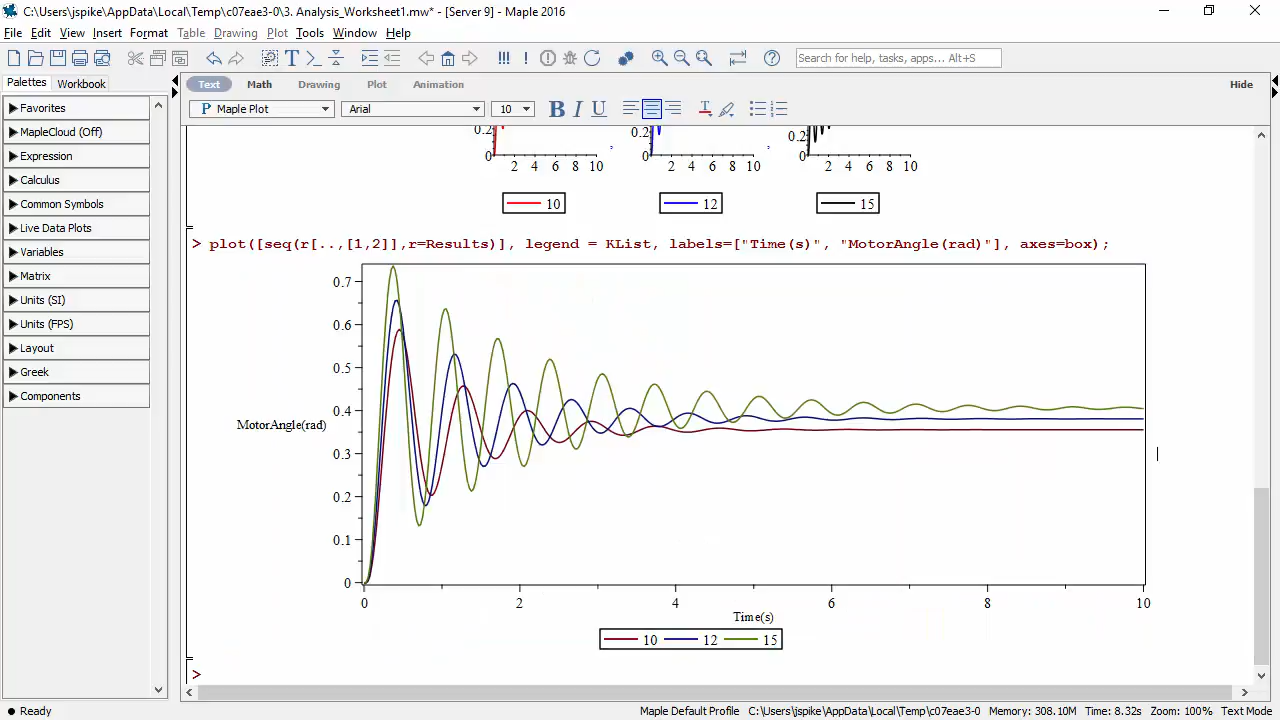 C:\Users\jspike\AppData\Local\Temp\c07eae3-0\3. Analysis_Worksheet1.mw* - [Server 9] - Maple 2016
File Edit View Insert Format Table Drawing Plot Tools Window Help
Search for help, tasks, apps... Alt+S
Palettes Workbook
Text Math Drawing Plot Animation Hide
P Maple Plot Arial 10 B I U
Favorites
MapleCloud (Off)
Expression
Calculus
Common Symbols
Live Data Plots
Variables
Matrix
Units (SI)
Units (FPS)
Layout
Greek
Components
0.2 0.2 0.2
0 0 0
2 4 6 8 10 2 4 6 8 10 2 4 6 8 10
10 12 15
> plot([seq(r[..,[1,2]],r=Results)], legend = KList, labels=["Time(s)", "MotorAngle(rad)"], axes=box);
0.7
0.6
0.5
0.4
MotorAngle(rad)
0.3
0.2
0.1
0
0 2 4 6 8 10
Time(s)
10 12 15
>
Ready Maple Default Profile C:\Users\jspike\AppData\Local\Temp\c07eae3-0 Memory: 308.10M Time: 8.32s Zoom: 100% Text Mode